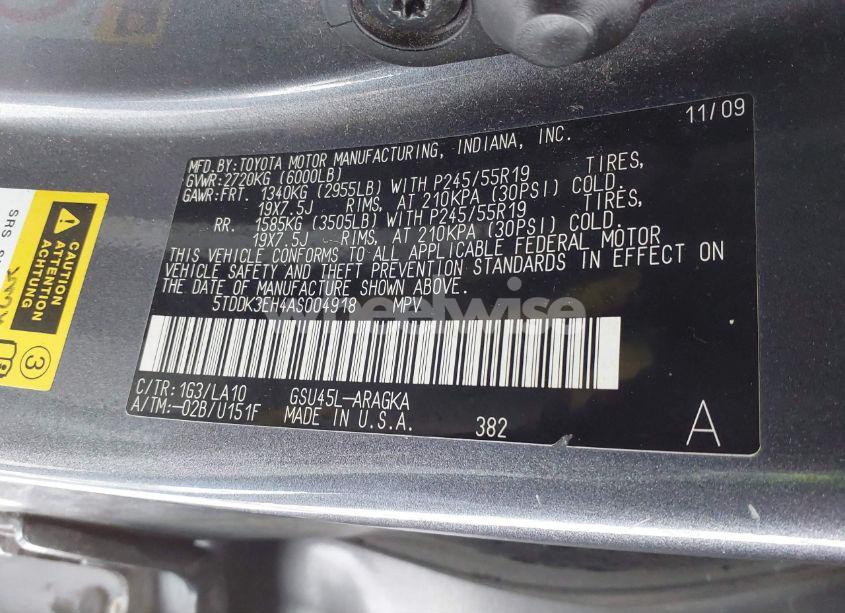 11/09
MFD.BY:TOYOTA MOTOR MANUFACTURING, INDIANA, INC.
GVWR:2720KG (6000LB)
GAWR:FRT. 1340KG (2955LB) WITH P245/55R19 TIRES,
19X7.5J RIMS, AT 210KPA (30PSI) COLD.
RR. 1585KG (3505LB) WITH P245/55R19 TIRES,
19X7.5J RIMS, AT 210KPA (30PSI) COLD.
THIS VEHICLE CONFORMS TO ALL APPLICABLE FEDERAL MOTOR
VEHICLE SAFETY AND THEFT PREVENTION STANDARDS IN EFFECT ON
THE DATE OF MANUFACTURE SHOWN ABOVE.
5TDDK3EH4AS004918 MPV
wheelwise
C/TR: 1G3/LA10 GSU45L-ARAGKA
A/TM:-02B/U151F MADE IN U.S.A. 382
A
CAUTION
ATTENTION
ACHTUNG
SRS
3